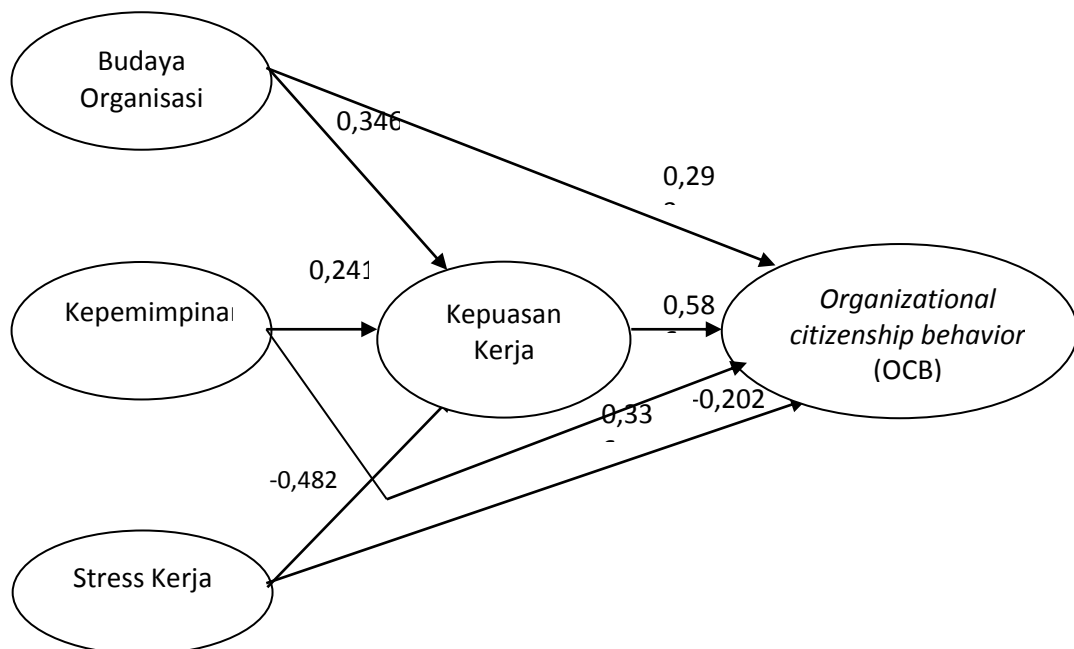 Budaya
Organisasi
0,346
0,29
0,241
Kepemimpinan
Kepuasan
Kerja
0,58
Organizational
citizenship behavior
(OCB)
0,33
-0,202
-0,482
Stress Kerja